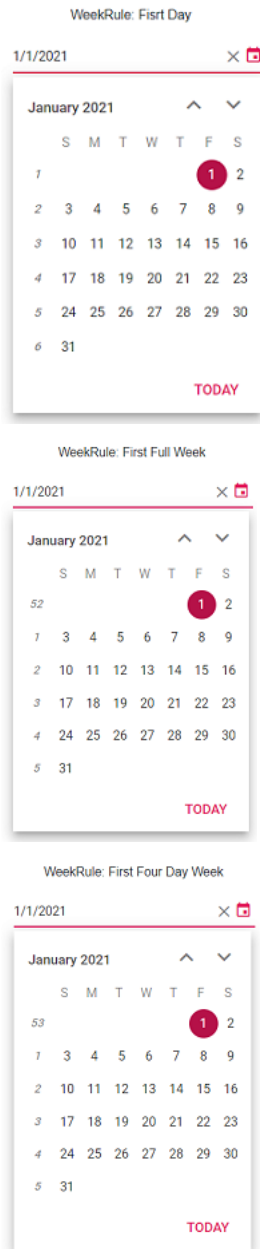 WeekRule: Fisrt Day
1/1/2021
January 2021
S M T W T F S
1 1 2
2 3 4 5 6 7 8 9
3 10 11 12 13 14 15 16
4 17 18 19 20 21 22 23
5 24 25 26 27 28 29 30
6 31
TODAY
WeekRule: First Full Week
1/1/2021
January 2021
S M T W T F S
52 1 2
1 3 4 5 6 7 8 9
2 10 11 12 13 14 15 16
3 17 18 19 20 21 22 23
4 24 25 26 27 28 29 30
5 31
TODAY
WeekRule: First Four Day Week
1/1/2021
January 2021
S M T W T F S
53 1 2
1 3 4 5 6 7 8 9
2 10 11 12 13 14 15 16
3 17 18 19 20 21 22 23
4 24 25 26 27 28 29 30
5 31
TODAY